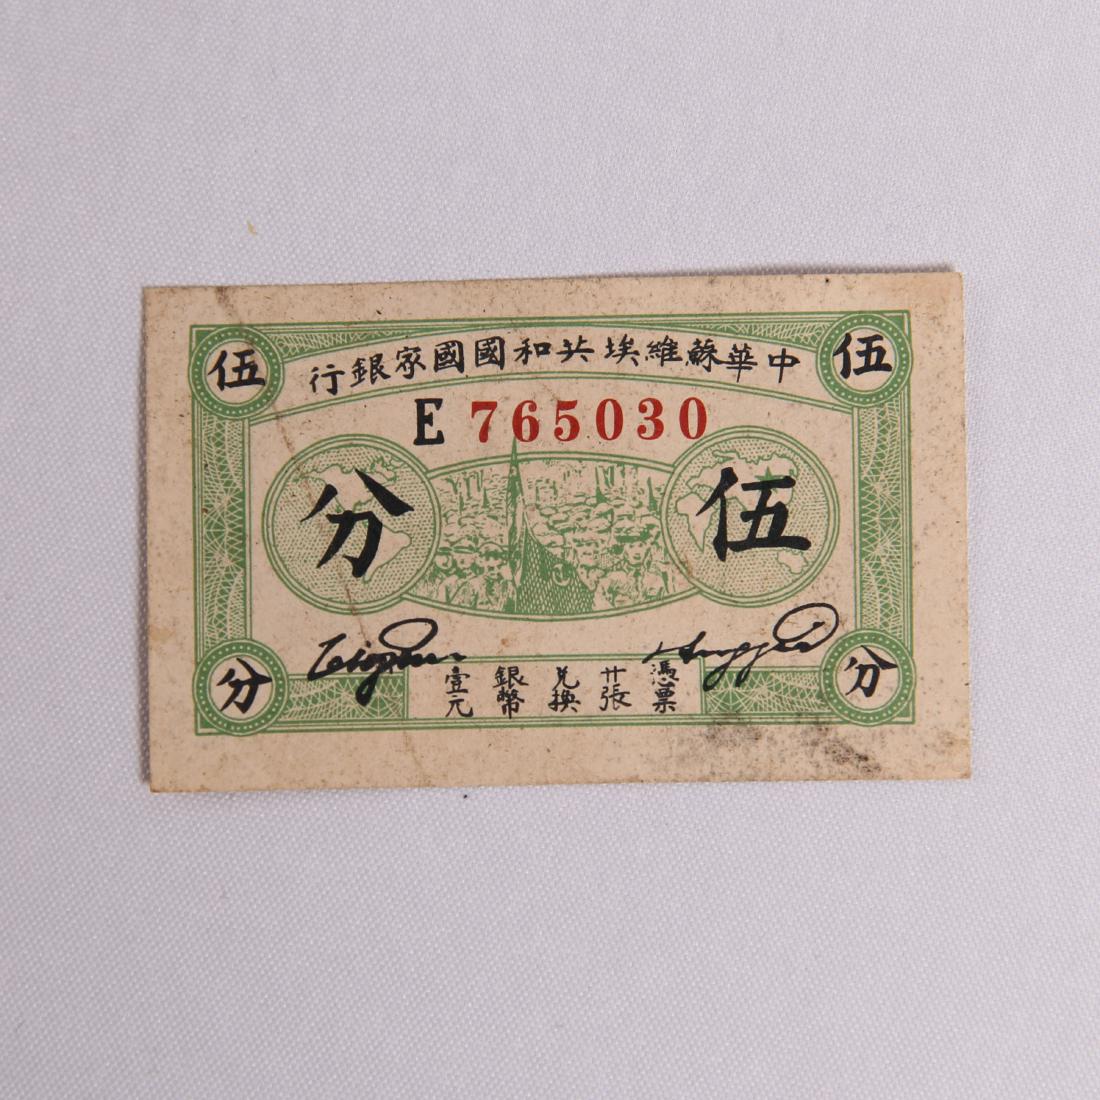 中華蘇維埃共和國國家銀行
E 765030
伍分
伍
伍
分
分
憑票
廿張
兌換
銀幣
壹元